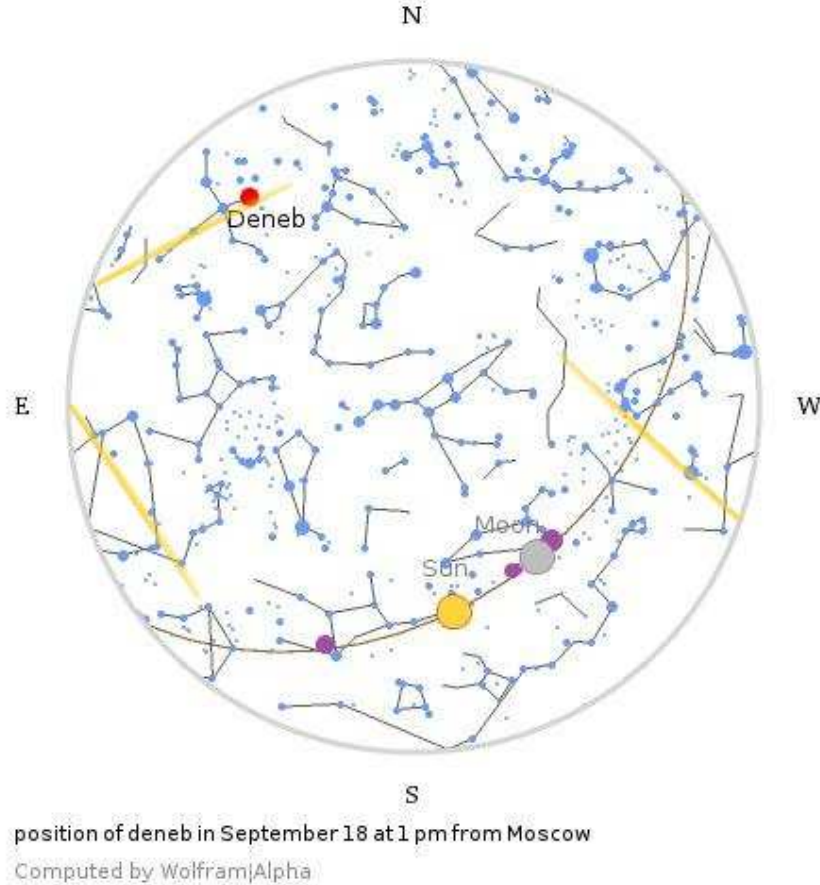 N
Deneb
E
W
Moon
Sun
S
position of deneb in September 18 at 1 pm from Moscow
Computed by Wolfram|Alpha